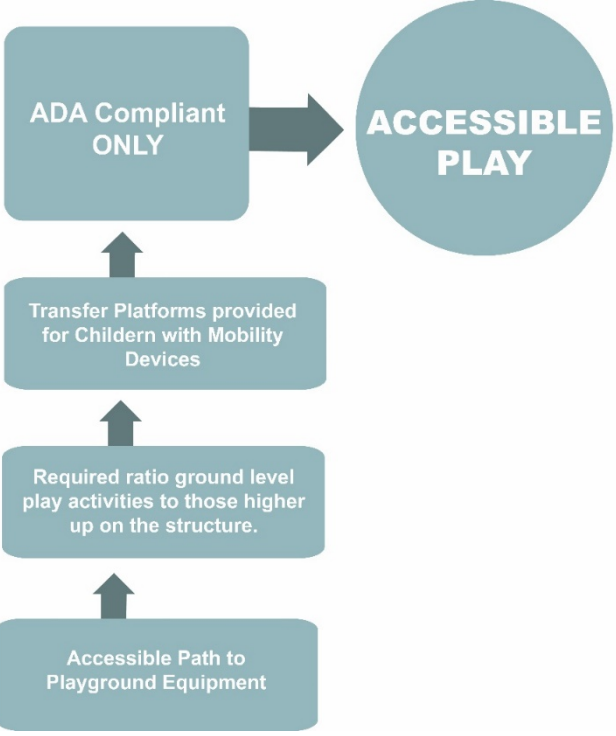 ADA Compliant
ONLY
ACCESSIBLE
PLAY
Transfer Platforms provided
for Childern with Mobility
Devices
Required ratio ground level
play activities to those higher
up on the structure.
Accessible Path to
Playground Equipment